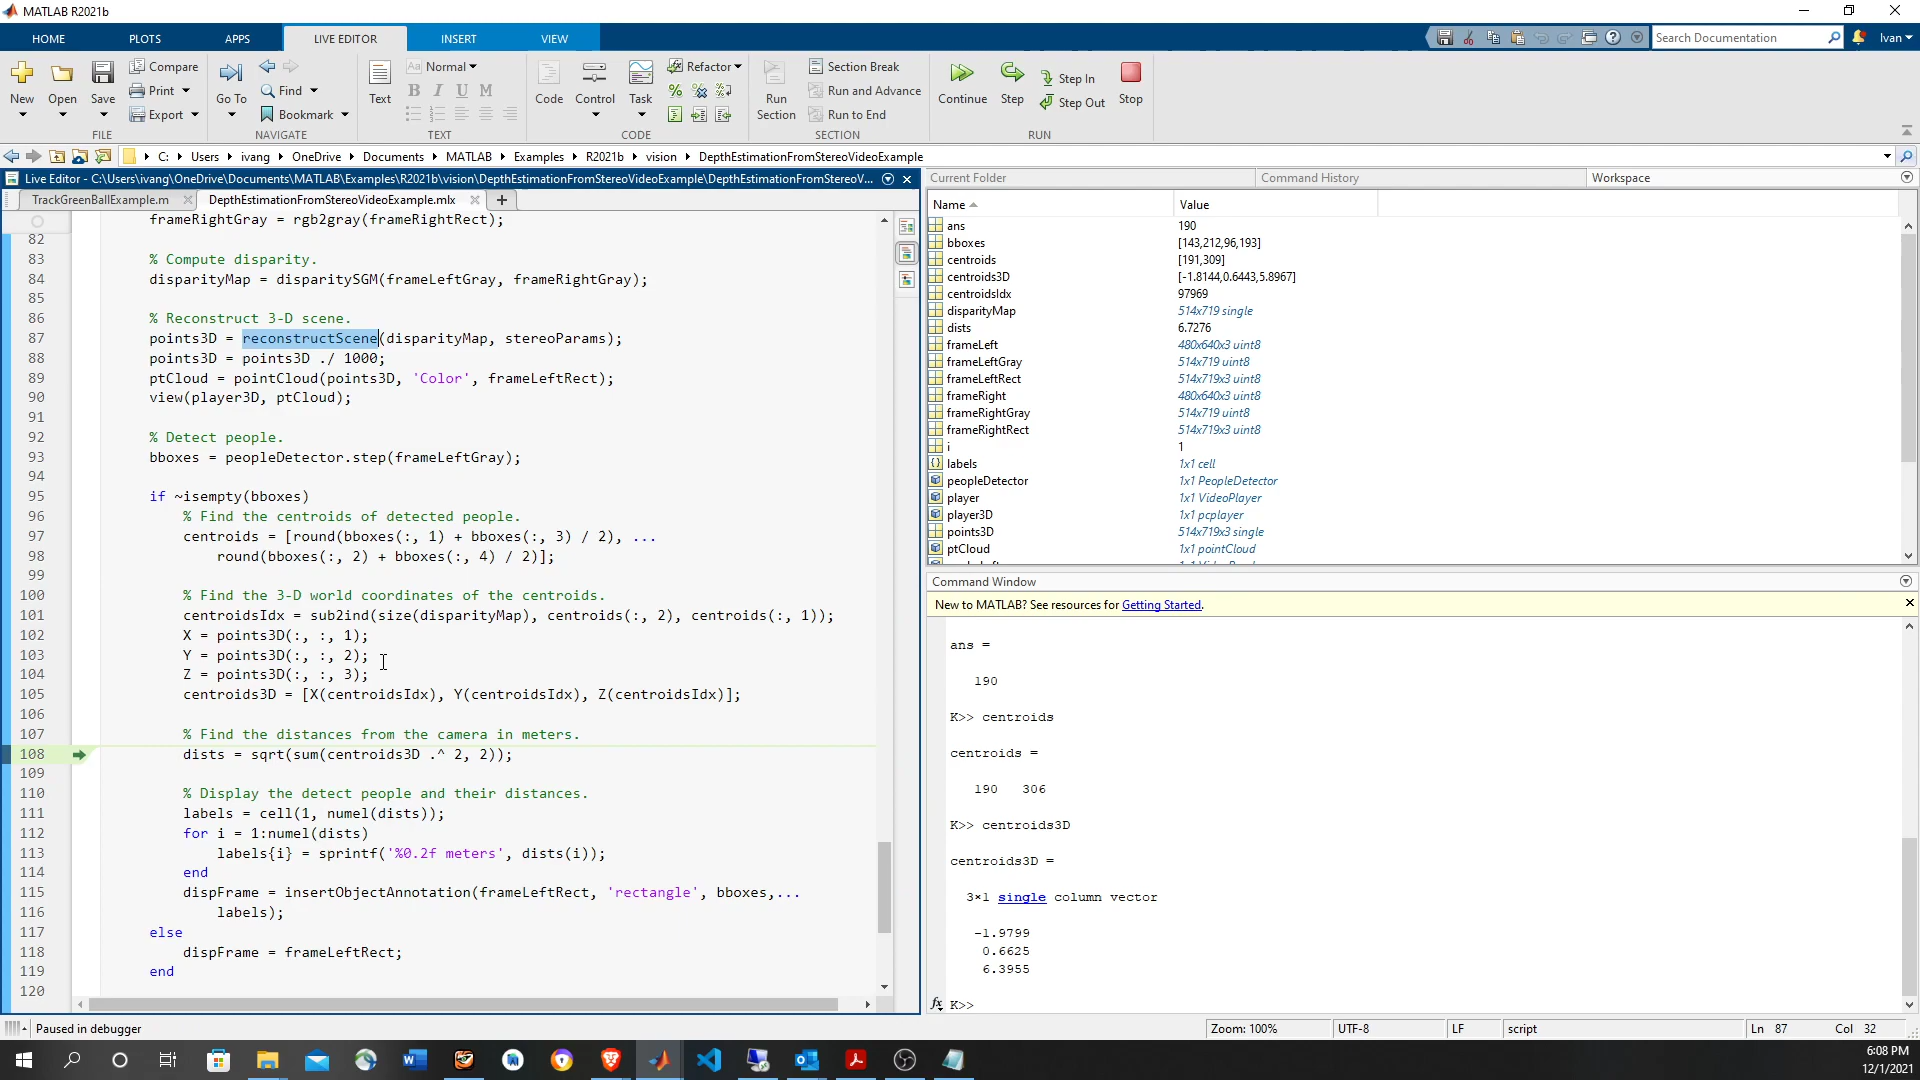 MATLAB R2021b
HOME PLOTS APPS LIVE EDITOR INSERT VIEW
Search Documentation
Ivan
New
Open
Save
Compare
Print
Export
FILE
Go To
Find
Bookmark
NAVIGATE
Text
Aa Normal
B I U M
TEXT
Code
Control
Task
Refactor
CODE
Run
Section
Section Break
Run and Advance
Run to End
SECTION
Continue
Step
Step In
Step Out
Stop
RUN
C: Users ivang OneDrive Documents MATLAB Examples R2021b vision DepthEstimationFromStereoVideoExample
Live Editor - C:\Users\ivang\OneDrive\Documents\MATLAB\Examples\R2021b\vision\DepthEstimationFromStereoVideoExample\DepthEstimationFromStereoV...
TrackGreenBallExample.m DepthEstimationFromStereoVideoExample.mlx
frameRightGray = rgb2gray(frameRightRect);
82
83 % Compute disparity.
84 disparityMap = disparitySGM(frameLeftGray, frameRightGray);
85
86 % Reconstruct 3-D scene.
87 points3D = reconstructScene(disparityMap, stereoParams);
88 points3D = points3D ./ 1000;
89 ptCloud = pointCloud(points3D, 'Color', frameLeftRect);
90 view(player3D, ptCloud);
91
92 % Detect people.
93 bboxes = peopleDetector.step(frameLeftGray);
94
95 if ~isempty(bboxes)
96 % Find the centroids of detected people.
97 centroids = [round(bboxes(:, 1) + bboxes(:, 3) / 2), ...
98 round(bboxes(:, 2) + bboxes(:, 4) / 2)];
99
100 % Find the 3-D world coordinates of the centroids.
101 centroidsIdx = sub2ind(size(disparityMap), centroids(:, 2), centroids(:, 1));
102 X = points3D(:, :, 1);
103 Y = points3D(:, :, 2);
104 Z = points3D(:, :, 3);
105 centroids3D = [X(centroidsIdx), Y(centroidsIdx), Z(centroidsIdx)];
106
107 % Find the distances from the camera in meters.
108 dists = sqrt(sum(centroids3D .^ 2, 2));
109
110 % Display the detect people and their distances.
111 labels = cell(1, numel(dists));
112 for i = 1:numel(dists)
113 labels{i} = sprintf('%0.2f meters', dists(i));
114 end
115 dispFrame = insertObjectAnnotation(frameLeftRect, 'rectangle', bboxes,...
116 labels);
117 else
118 dispFrame = frameLeftRect;
119 end
120
Current Folder Command History Workspace
Name Value
ans 190
bboxes [143,212,96,193]
centroids [191,309]
centroids3D [-1.8144,0.6443,5.8967]
centroidsIdx 97969
disparityMap 514x719 single
dists 6.7276
frameLeft 480x640x3 uint8
frameLeftGray 514x719 uint8
frameLeftRect 514x719x3 uint8
frameRight 480x640x3 uint8
frameRightGray 514x719 uint8
frameRightRect 514x719x3 uint8
i 1
labels 1x1 cell
peopleDetector 1x1 PeopleDetector
player 1x1 VideoPlayer
player3D 1x1 pcplayer
points3D 514x719x3 single
ptCloud 1x1 pointCloud
Command Window
New to MATLAB? See resources for Getting Started.
ans =
190
K>> centroids
centroids =
190 306
K>> centroids3D
centroids3D =
3×1 single column vector
-1.9799
0.6625
6.3955
fx K>>
Paused in debugger
Zoom: 100% UTF-8 LF script Ln 87 Col 32
6:08 PM
12/1/2021